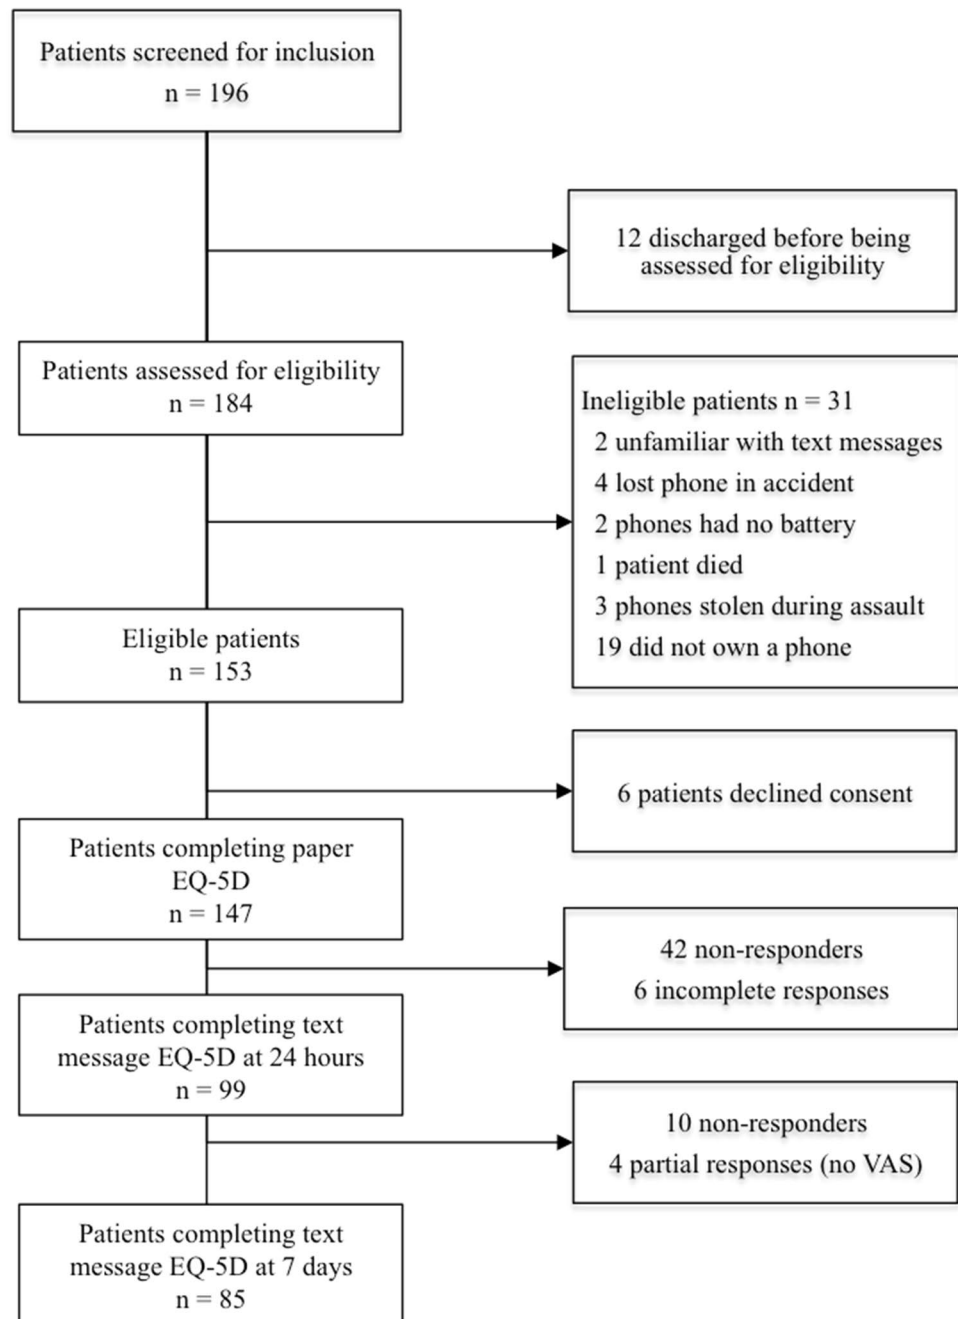 Patients screened for inclusion
n = 196
12 discharged before being
assessed for eligibility
Patients assessed for eligibility
n = 184
Ineligible patients n = 31
2 unfamiliar with text messages
4 lost phone in accident
2 phones had no battery
1 patient died
3 phones stolen during assault
19 did not own a phone
Eligible patients
n = 153
6 patients declined consent
Patients completing paper
EQ-5D
n = 147
42 non-responders
6 incomplete responses
Patients completing text
message EQ-5D at 24 hours
n = 99
10 non-responders
4 partial responses (no VAS)
Patients completing text
message EQ-5D at 7 days
n = 85